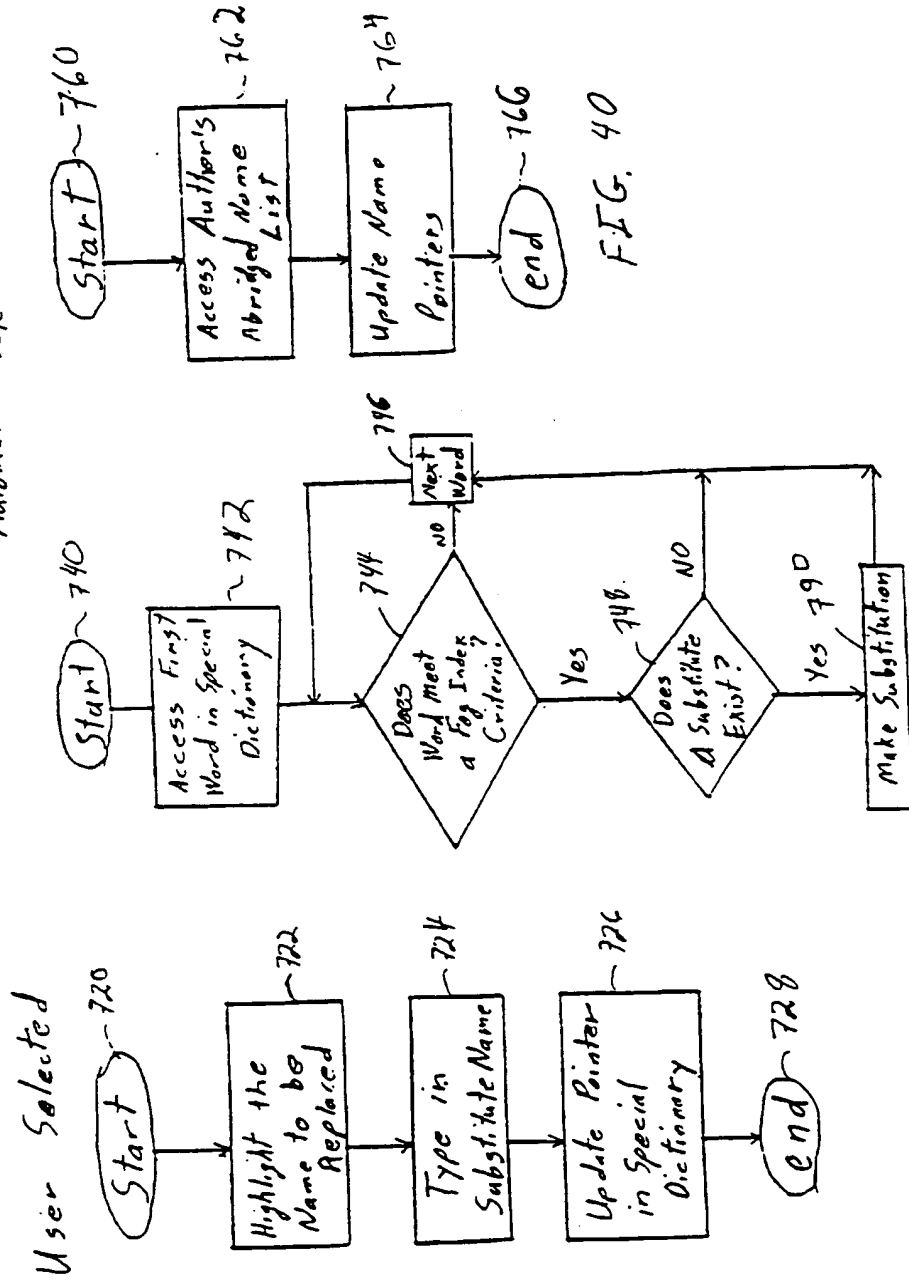 User Selected
Start
720
Highlight the
Name to be
Replaced
722
Type in
Substitute Name
724
Update Pointer
in Special
Dictionary
726
end
728
Start
740
Access First
Word in Special
Dictionary
742
Does
Word Meet
a Fog Index
Criteria?
744
NO
Next
Word
746
Yes
Does
a Substitute
Exist?
748
NO
Yes
790
Make Substitution
Start
760
Access Author's
Abridged Name
List
762
Update Name
Pointers
764
end
766
FIG. 40